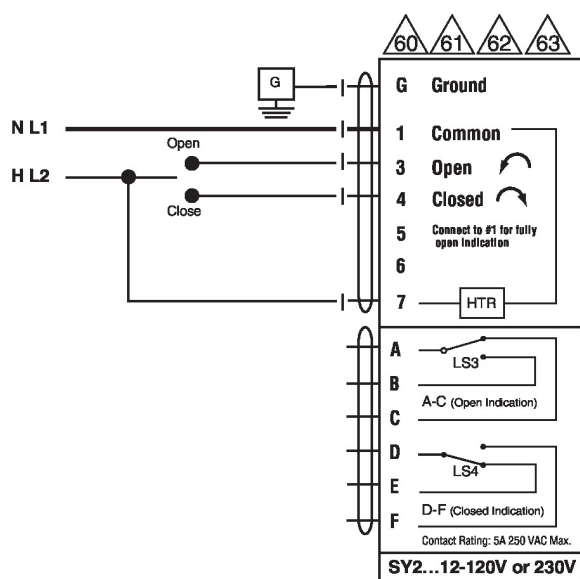 60 61 62 63
G G Ground
N L1 1 Common
Open 3 Open
H L2 4 Closed
Close
5 Connect to #1 for fully
open indication
6
7 HTR
A
LS3
B
A-C (Open Indication)
C
D
LS4
E
D-F (Closed Indication)
F
Contact Rating: 5A 250 VAC Max.
SY2...12-120V or 230V